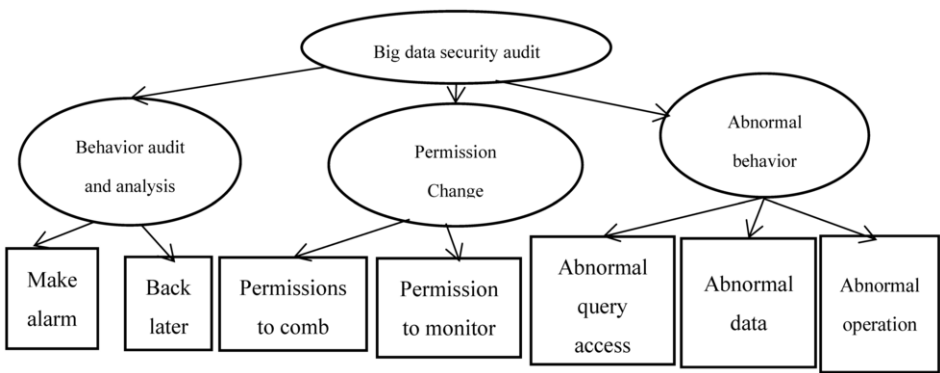 Big data security audit
Behavior audit
and analysis
Permission
Change
Abnormal
behavior
Make
alarm
Back
later
Permissions
to comb
Permission
to monitor
Abnormal
query
access
Abnormal
data
Abnormal
operation